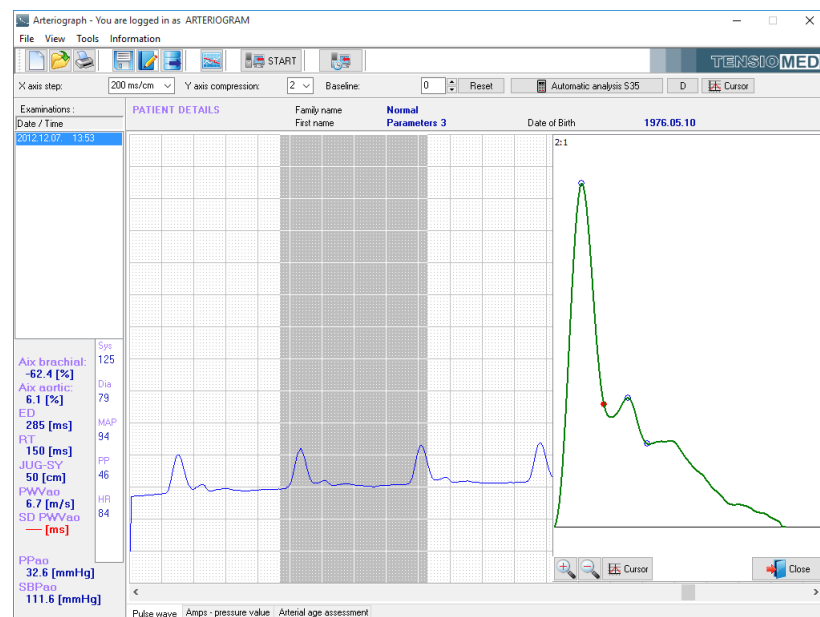 Arteriograph - You are logged in as ARTERIOGRAM
File View Tools Information
START
TENSIOMED
X axis step: 200 ms/cm Y axis compression: 2 Baseline: 0 Reset Automatic analysis S35 D Cursor
Examinations :
Date / Time
2012.12.07. 13:53
PATIENT DETAILS
Family name Normal
First name Parameters 3
Date of Birth 1976.05.10
2:1
Aix brachial:
-62.4 [%]
Aix aortic:
6.1 [%]
ED
285 [ms]
RT
150 [ms]
JUG-SY
50 [cm]
PWVao
6.7 [m/s]
SD PWVao
--- [ms]
PPao
32.6 [mmHg]
SBPao
111.6 [mmHg]
Sys
125
Dia
79
MAP
94
PP
46
HR
84
Cursor
Close
Pulse wave Amps - pressure value Arterial age assessment